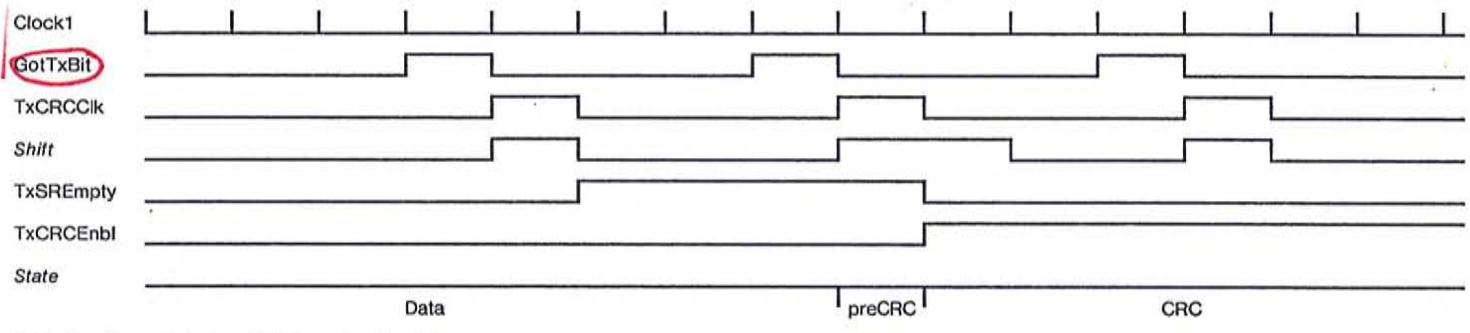 Clock1
GotTxBit
TxCRCClk
Shift
TxSREmpty
TxCRCEnbl
State
Data preCRC CRC